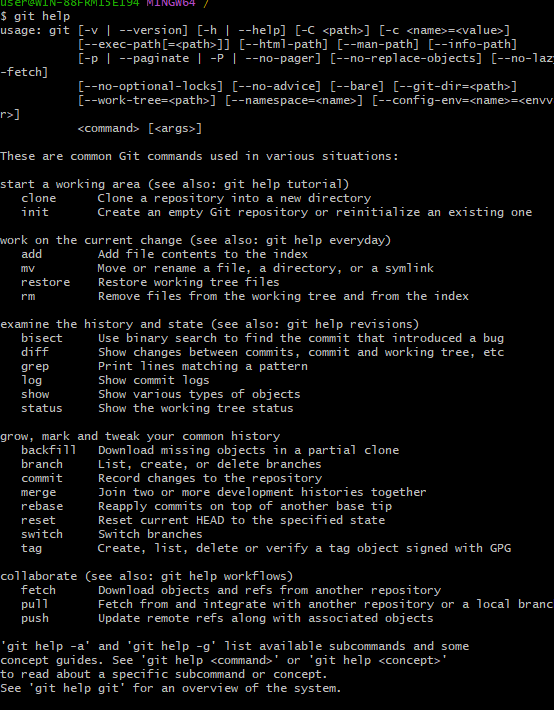 user@WIN-88FRMI5EI94 MINGW64 /
$ git help
usage: git [-v | --version] [-h | --help] [-C <path>] [-c <name>=<value>]
           [--exec-path[=<path>]] [--html-path] [--man-path] [--info-path]
           [-p | --paginate | -P | --no-pager] [--no-replace-objects] [--no-lazy
-fetch]
           [--no-optional-locks] [--no-advice] [--bare] [--git-dir=<path>]
           [--work-tree=<path>] [--namespace=<name>] [--config-env=<name>=<envv
r>]
           <command> [<args>]

These are common Git commands used in various situations:

start a working area (see also: git help tutorial)
   clone      Clone a repository into a new directory
   init       Create an empty Git repository or reinitialize an existing one

work on the current change (see also: git help everyday)
   add        Add file contents to the index
   mv         Move or rename a file, a directory, or a symlink
   restore    Restore working tree files
   rm         Remove files from the working tree and from the index

examine the history and state (see also: git help revisions)
   bisect     Use binary search to find the commit that introduced a bug
   diff       Show changes between commits, commit and working tree, etc
   grep       Print lines matching a pattern
   log        Show commit logs
   show       Show various types of objects
   status     Show the working tree status

grow, mark and tweak your common history
   backfill   Download missing objects in a partial clone
   branch     List, create, or delete branches
   commit     Record changes to the repository
   merge      Join two or more development histories together
   rebase     Reapply commits on top of another base tip
   reset      Reset current HEAD to the specified state
   switch     Switch branches
   tag        Create, list, delete or verify a tag object signed with GPG

collaborate (see also: git help workflows)
   fetch      Download objects and refs from another repository
   pull       Fetch from and integrate with another repository or a local branc
   push       Update remote refs along with associated objects

'git help -a' and 'git help -g' list available subcommands and some
concept guides. See 'git help <command>' or 'git help <concept>'
to read about a specific subcommand or concept.
See 'git help git' for an overview of the system.